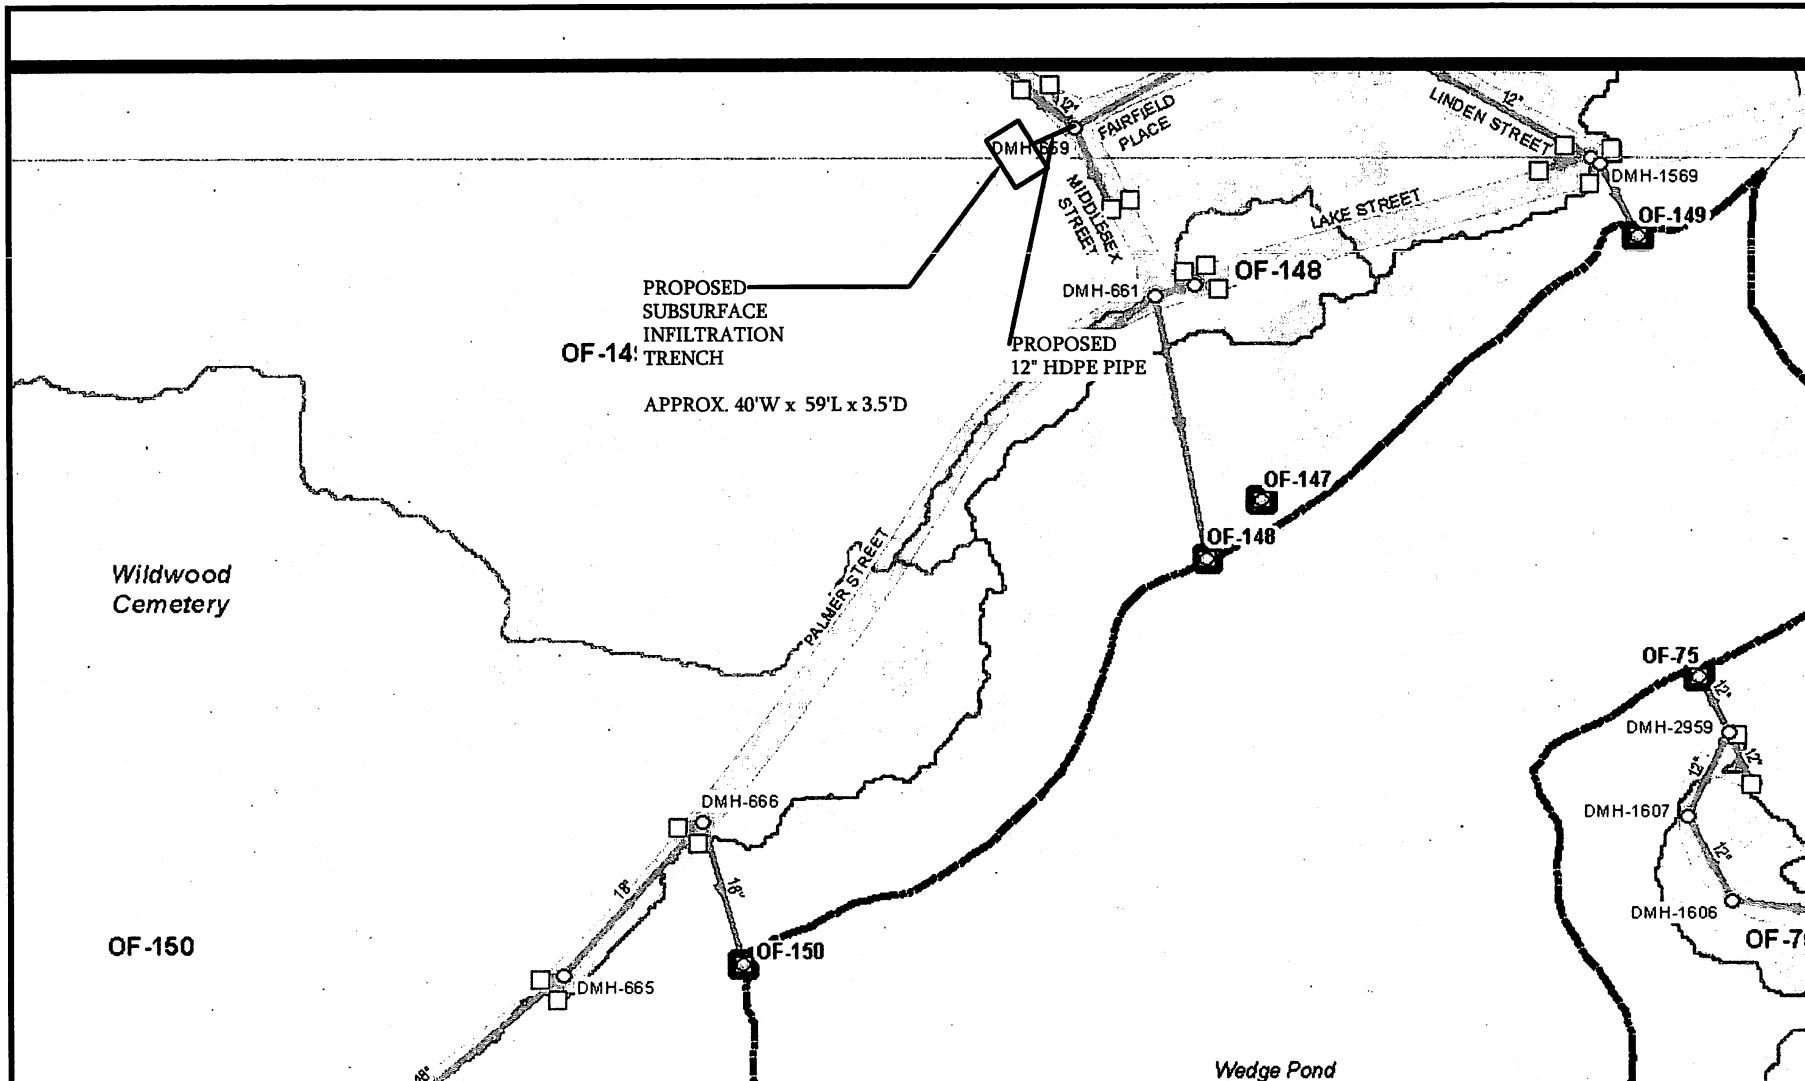 12"
FAIRFIELD
PLACE
DMH-659
MIDDLESEX
STREET
12"
LINDEN STREET
DMH-1569
LAKE STREET
OF-149
OF-148
DMH-661
PROPOSED
SUBSURFACE
INFILTRATION
TRENCH
APPROX. 40'W x 59'L x 3.5'D
PROPOSED
12" HDPE PIPE
OF-147
OF-148
PALMER STREET
Wildwood
Cemetery
OF-75
12"
DMH-2959
12"
12"
DMH-1607
12"
DMH-1606
DMH-666
18"
18"
OF-150
OF-150
DMH-665
Wedge Pond